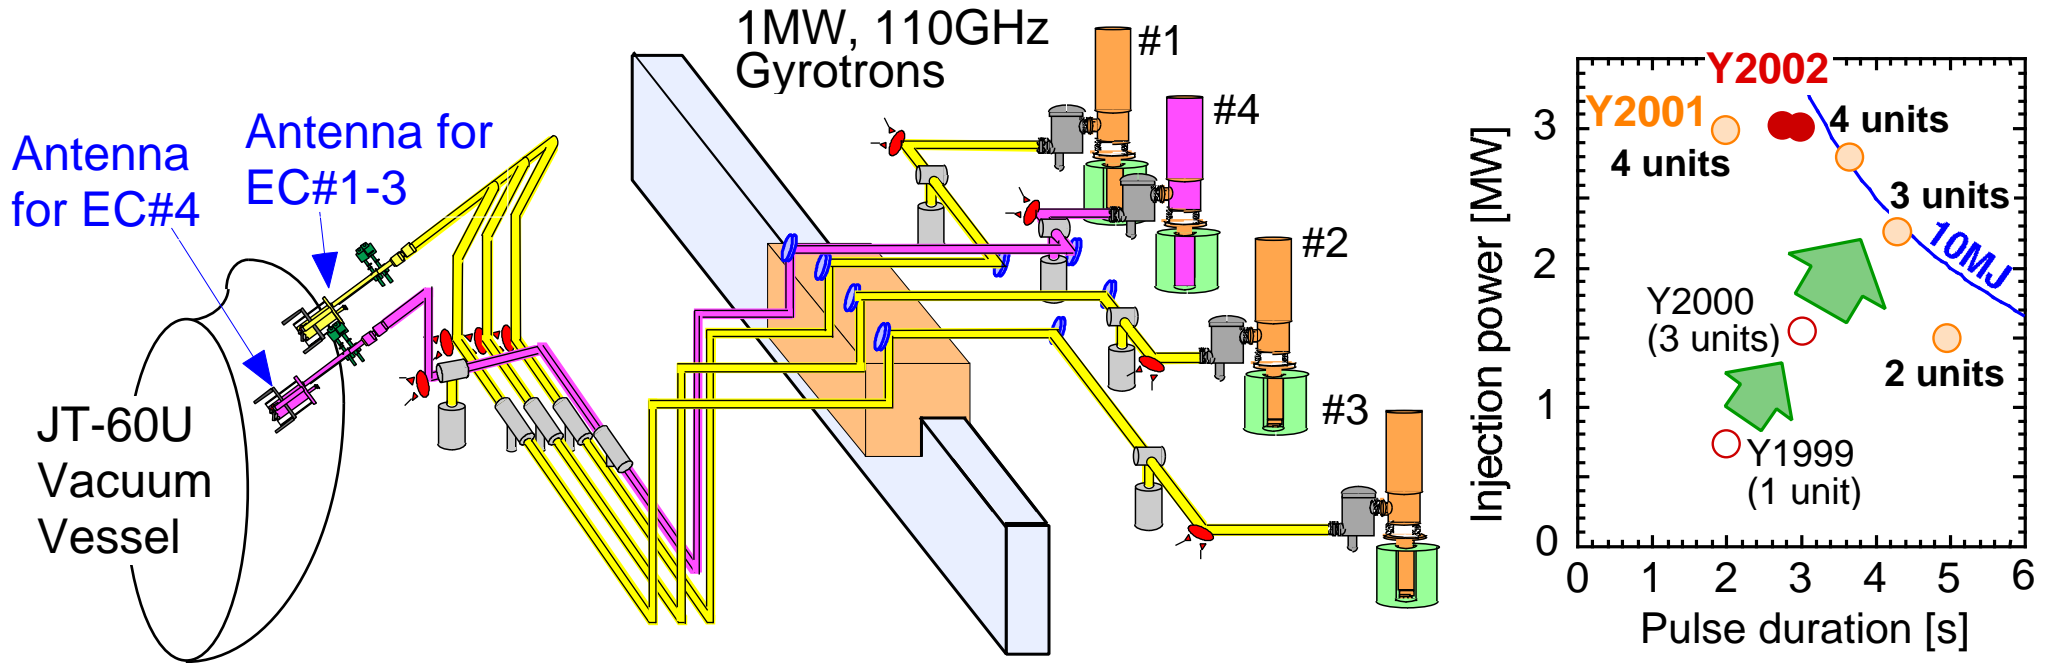 1MW, 110GHz
Gyrotrons
#1
#4
#2
#3
Antenna
for EC#4
Antenna for
EC#1-3
JT-60U
Vacuum
Vessel
Y2002
Y2001
4 units
4 units
3 units
10MJ
Y2000
(3 units)
2 units
Y1999
(1 unit)
Injection power [MW]
3
2
1
0
0 1 2 3 4 5 6
Pulse duration [s]